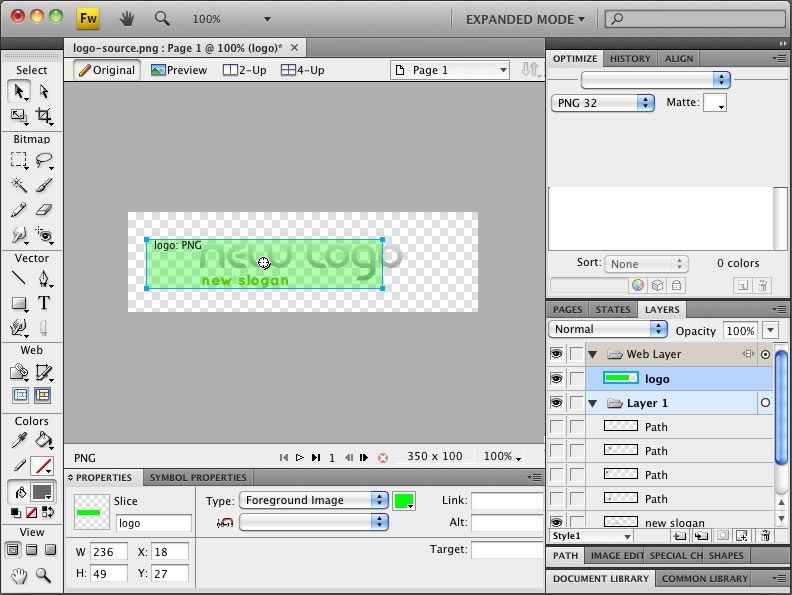 Fw 100% EXPANDED MODE
logo-source.png : Page 1 @ 100% (logo)*
Original Preview 2-Up 4-Up Page 1
Select
Bitmap
Vector
T
Web
Colors
View
logo: PNG
new logo
new slogan
PNG 1 350 x 100 100%
PROPERTIES SYMBOL PROPERTIES
Slice
logo
W 236 X: 18
H: 49 Y: 27
Type: Foreground Image
Link:
Alt:
Target:
OPTIMIZE HISTORY ALIGN
PNG 32 Matte:
Sort: None 0 colors
PAGES STATES LAYERS
Normal Opacity 100%
Web Layer
logo
Layer 1
Path
Path
Path
Path
new slogan
Style1
PATH IMAGE EDIT SPECIAL CH SHAPES
DOCUMENT LIBRARY COMMON LIBRARY